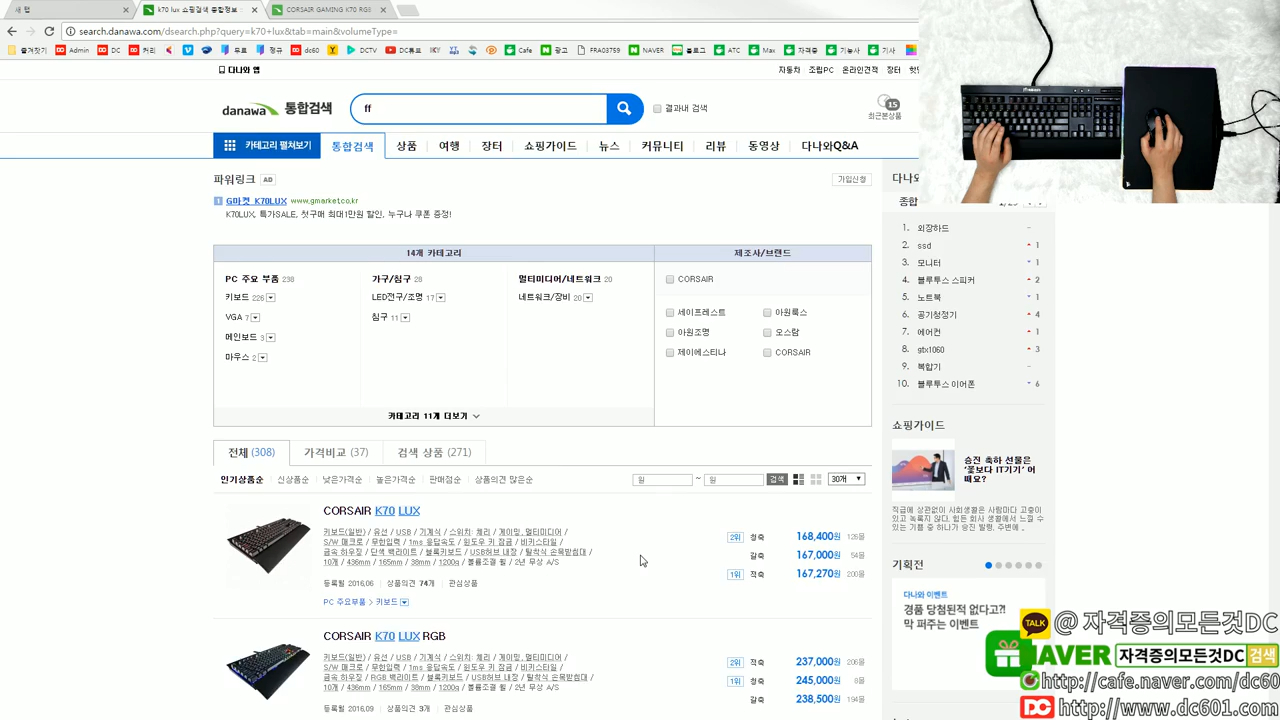 새 탭
k70 lux 쇼핑검색 종합정보
CORSAIR GAMING K70 RGB
search.danawa.com/dsearch.php?query=k70+lux&tab=main&volumeType=
즐겨찾기 Admin DC 커리 무료 정규 dc60 DCTV DC튜토 Cafe 광고 FRA03759 NAVER 블로그 ATC Max 자격증 기능사 기사
다나와 앱
자동차 조립PC 온라인견적 장터
danawa 통합검색
ff
결과내 검색
15
최근본상품
카테고리 펼쳐보기 통합검색 상품 여행 장터 쇼핑가이드 뉴스 커뮤니티 리뷰 동영상 다나와Q&A
파워링크 AD
가입신청
1 G마켓 K70LUX www.gmarket.co.kr
K70LUX, 특가SALE, 첫구매 최대1만원 할인, 누구나 쿠폰 증정!
14개 카테고리
제조사/브랜드
PC 주요 부품 238
가구/침구 28
멀티미디어/네트워크 20
CORSAIR
키보드 226
LED전구/조명 17
네트워크/장비 20
VGA 7
침구 11
세이프레스트
아원룩스
메인보드 3
아원조명
오스람
마우스 2
제이에스티나
CORSAIR
카테고리 11개 더보기
전체 (308) 가격비교 (37) 검색 상품 (271)
인기상품순 신상품순 낮은가격순 높은가격순 판매점순 상품의견 많은순
원 ~ 원 검색 30개
CORSAIR K70 LUX
키보드(일반) / 유선 / USB / 기계식 / 스위치: 체리 / 게이밍, 멀티미디어 /
S/W 매크로 / 무한입력 / 1ms 응답속도 / 윈도우 키 잠금 / 비키스타일 /
금속 하우징 / 단색 백라이트 / 블록키보드 / USB허브 내장 / 탈착식 손목받침대 /
10개 / 436mm / 165mm / 38mm / 1200g / 볼륨조절 휠 / 2년 무상 A/S
등록월 2016.06 상품의견 74개 관심상품
PC 주요부품 > 키보드
2위 청축 168,400원 126몰
갈축 167,000원 54몰
1위 적축 167,270원 200몰
CORSAIR K70 LUX RGB
키보드(일반) / 유선 / USB / 기계식 / 스위치: 체리 / 게이밍, 멀티미디어 /
S/W 매크로 / 무한입력 / 1ms 응답속도 / 윈도우 키 잠금 / 비키스타일 /
금속 하우징 / RGB 백라이트 / 블록키보드 / USB허브 내장 / 탈착식 손목받침대 /
10개 / 436mm / 165mm / 38mm / 1200g / 볼륨조절 휠 / 2년 무상 A/S
등록월 2016.09 상품의견 3개 관심상품
2위 적축 237,000원 206몰
1위 청축 245,000원 8몰
갈축 238,500원 194몰
다나와
종합
1. 외장하드 -
2. ssd 1
3. 모니터 1
4. 블루투스 스피커 2
5. 노트북 1
6. 공기청정기 4
7. 에어컨 1
8. gtx1060 3
9. 복합기 -
10. 블루투스 이어폰 6
쇼핑가이드
승진 축하 선물은
'꽃보다 IT기기' 어
때요?
직급에 상관없이 사회생활은 사람마다 고충이
있고 녹록지 않다. 힘든 회사 생활에서 느낄 수
있는 기쁨 중 하나가 승진 발령. 주변에 .
기획전
다나와 이벤트
경품 당첨된적 없다고?!
막 퍼주는 이벤트
TALK @ 자격증의모든것DC
NAVER 자격증의모든것DC 검색
http://cafe.naver.com/dc60
DC http://www.dc601.com